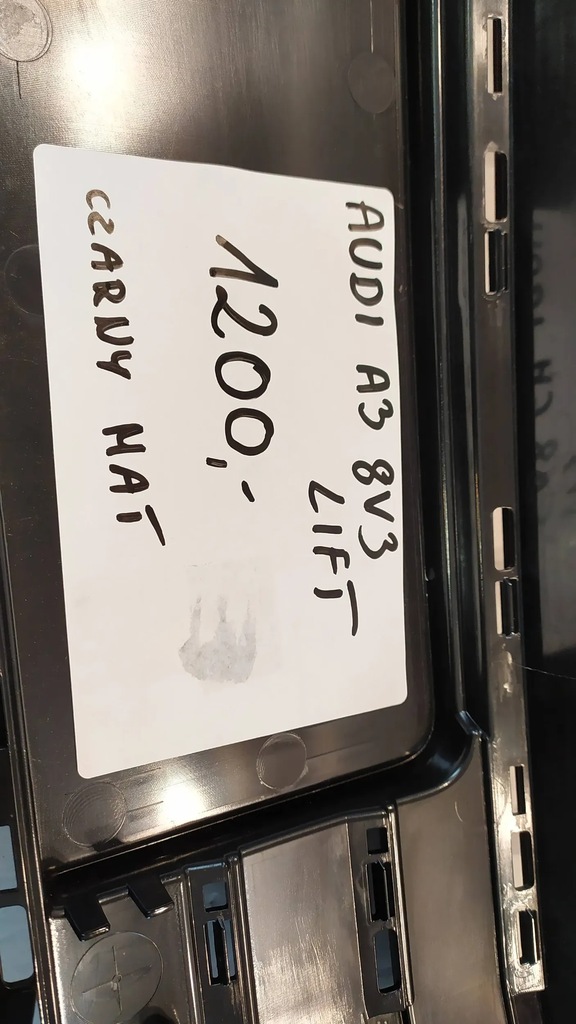 AUDI A3 8V3
LIFT
1200,-
CZARNY MAT